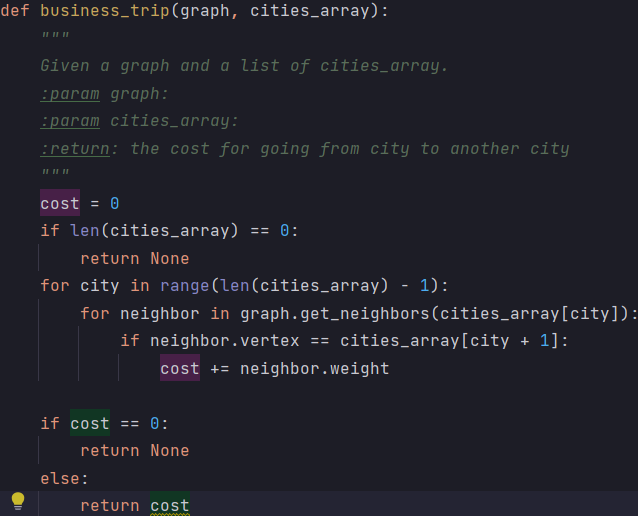 def business_trip(graph, cities_array):
    """
    Given a graph and a list of cities_array.
    :param graph:
    :param cities_array:
    :return: the cost for going from city to another city
    """
    cost = 0
    if len(cities_array) == 0:
        return None
    for city in range(len(cities_array) - 1):
        for neighbor in graph.get_neighbors(cities_array[city]):
            if neighbor.vertex == cities_array[city + 1]:
                cost += neighbor.weight

    if cost == 0:
        return None
    else:
        return cost